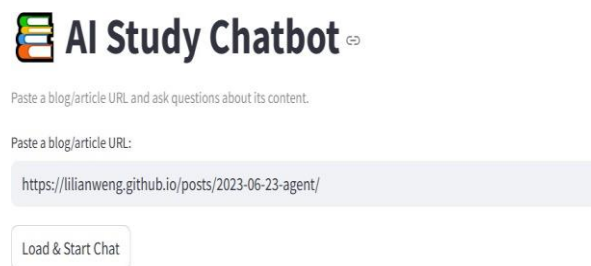 AI Study Chatbot
Paste a blog/article URL and ask questions about its content.
Paste a blog/article URL:
https://lilianweng.github.io/posts/2023-06-23-agent/
Load & Start Chat